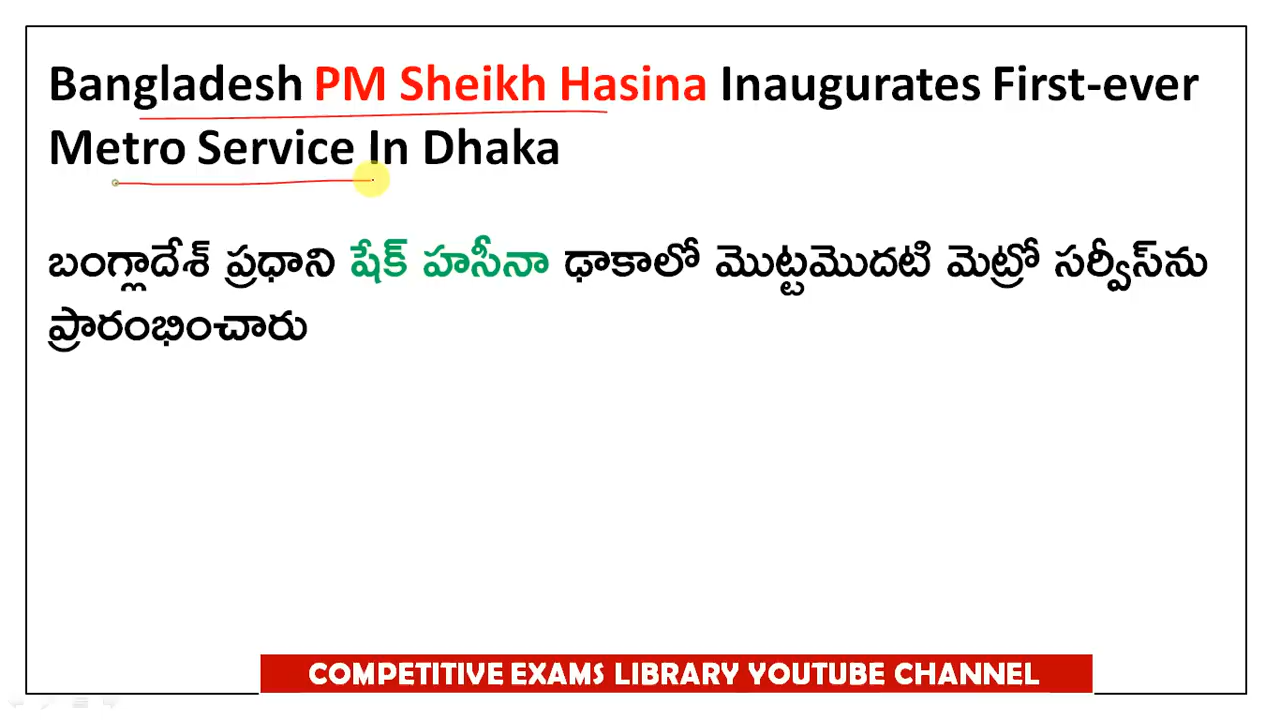 Bangladesh PM Sheikh Hasina Inaugurates First-ever
Metro Service In Dhaka
బంగ్లాదేశ్ ప్రధాని షేక్ హసీనా ఢాకాలో మొట్టమొదటి మెట్రో సర్వీస్‌ను
ప్రారంభించారు
COMPETITIVE EXAMS LIBRARY YOUTUBE CHANNEL